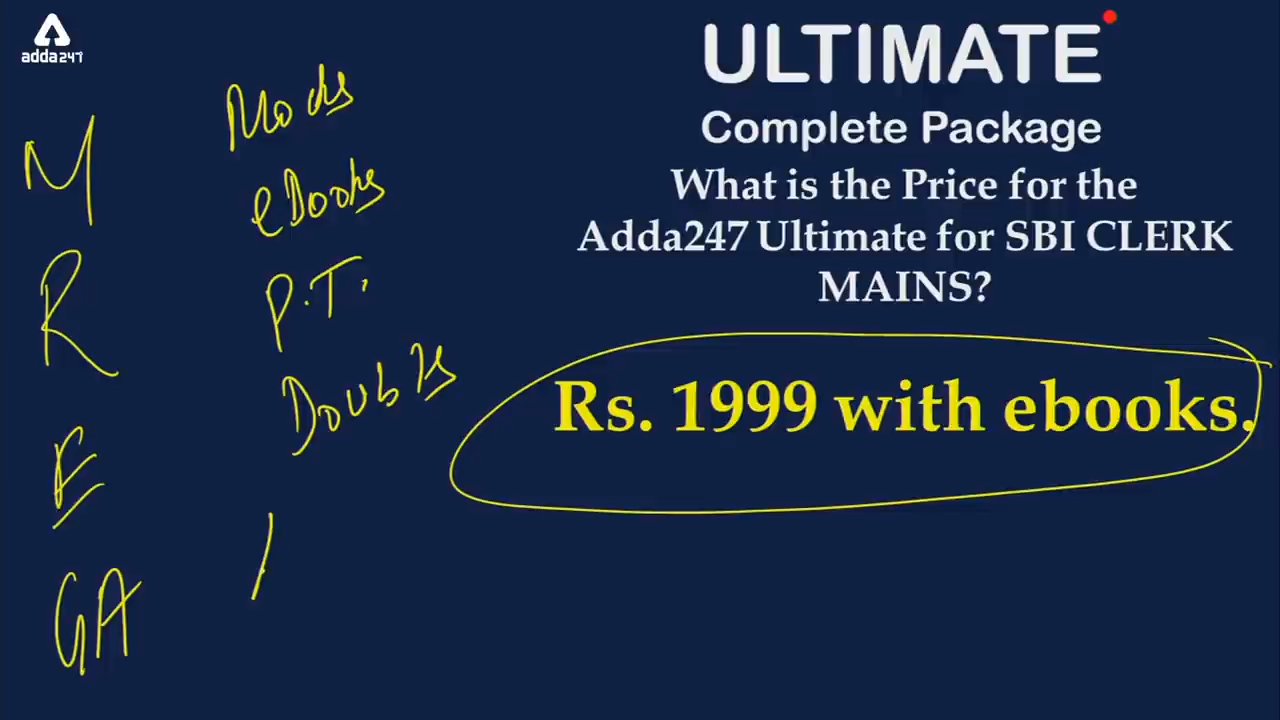 adda247
ULTIMATE
Complete Package
What is the Price for the
Adda247 Ultimate for SBI CLERK
MAINS?
Rs. 1999 with ebooks.
M
R
E
GA
Mocks
eBooks
P.T.